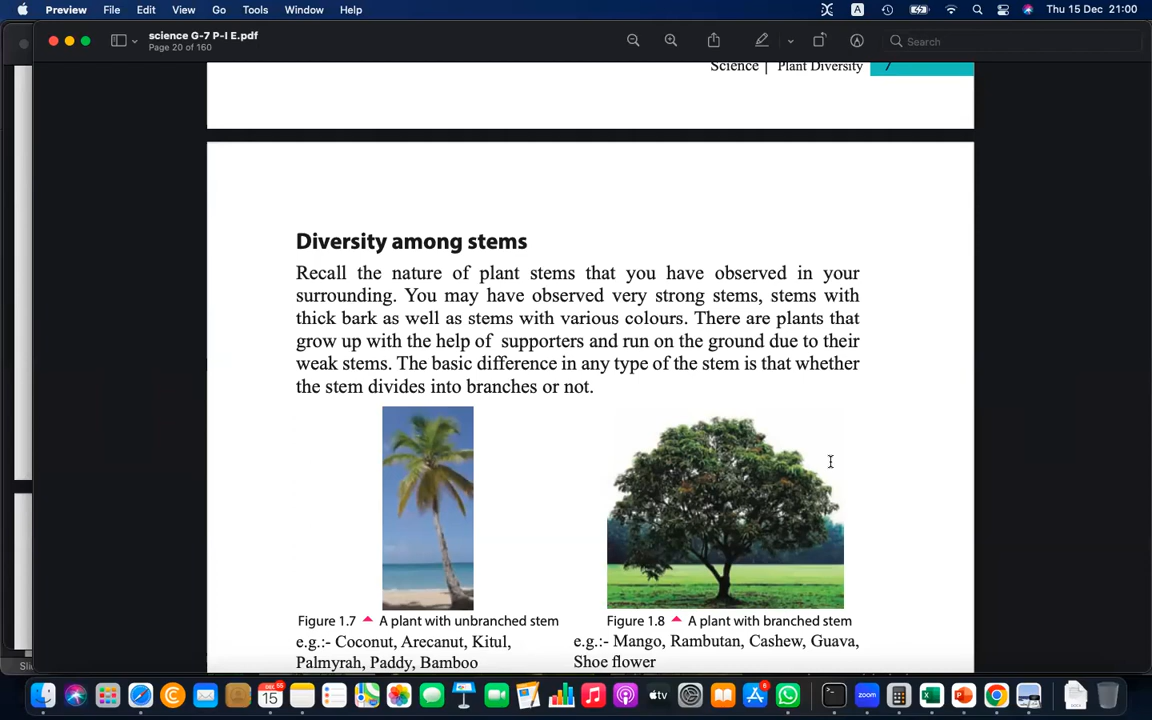 Preview File Edit View Go Tools Window Help A Thu 15 Dec 21:00
science G-7 P-I E.pdf
Page 20 of 160
Search
Science | Plant Diversity 7
Diversity among stems
Recall the nature of plant stems that you have observed in your
surrounding. You may have observed very strong stems, stems with
thick bark as well as stems with various colours. There are plants that
grow up with the help of supporters and run on the ground due to their
weak stems. The basic difference in any type of the stem is that whether
the stem divides into branches or not.
Figure 1.7 ▲ A plant with unbranched stem
e.g.:- Coconut, Arecanut, Kitul,
Palmyrah, Paddy, Bamboo
Figure 1.8 ▲ A plant with branched stem
e.g.:- Mango, Rambutan, Cashew, Guava,
Shoe flower
DEC
15
tv
zoom